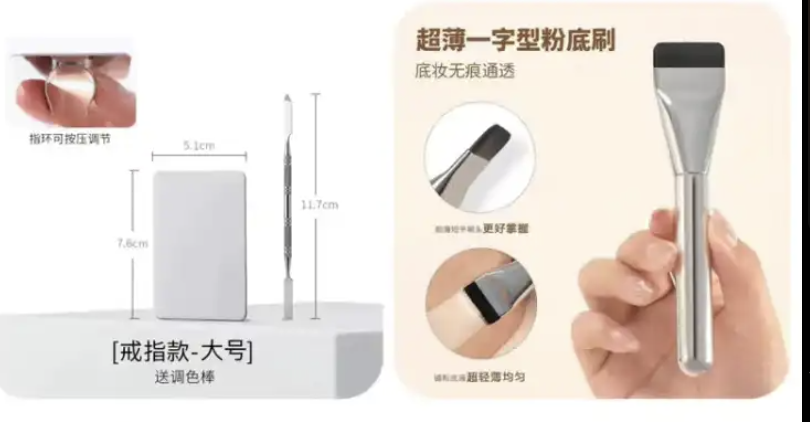 指环可按压调节
5.1cm
7.6cm
11.7cm
[戒指款-大号]
送调色棒
超薄一字型粉底刷
底妆无痕通透
更好掌握
超轻薄均匀